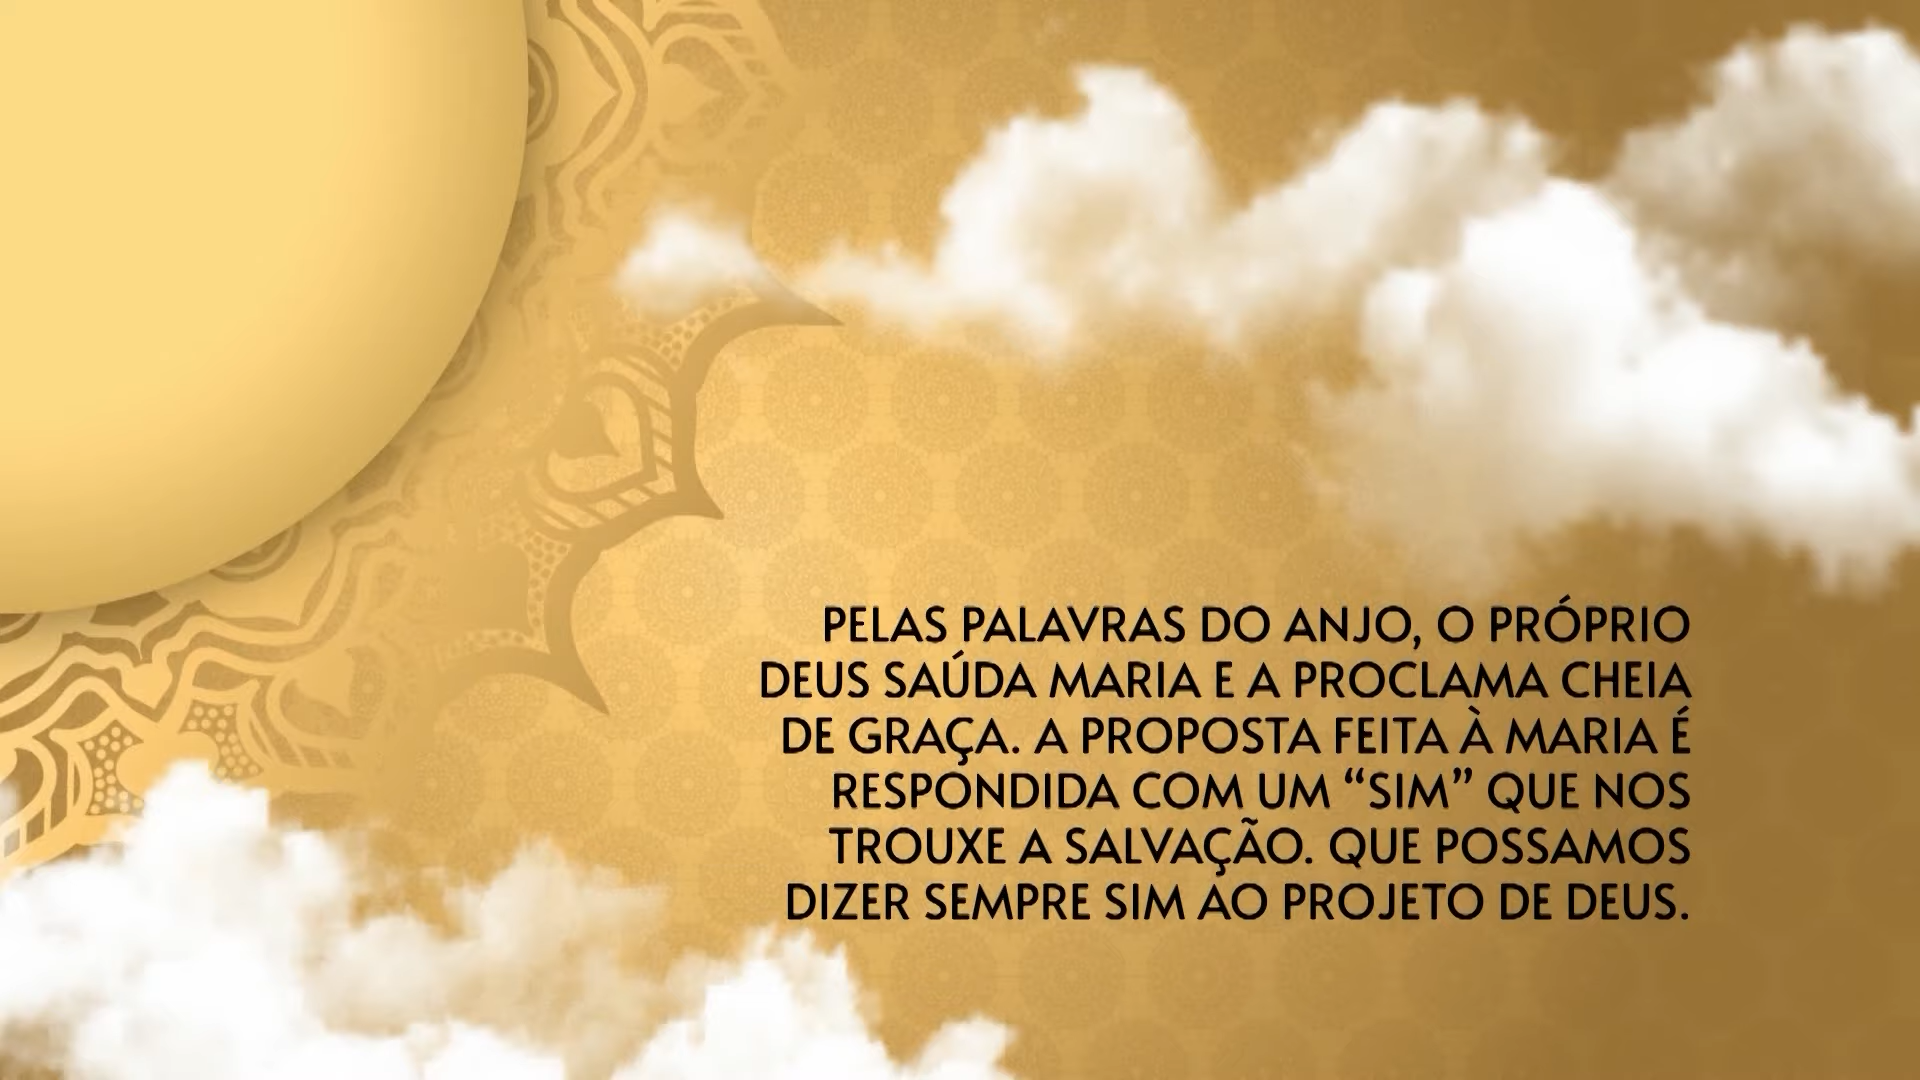 PELAS PALAVRAS DO ANJO, O PRÓPRIO
DEUS SAÚDA MARIA E A PROCLAMA CHEIA
DE GRAÇA. A PROPOSTA FEITA À MARIA É
RESPONDIDA COM UM “SIM” QUE NOS
TROUXE A SALVAÇÃO. QUE POSSAMOS
DIZER SEMPRE SIM AO PROJETO DE DEUS.